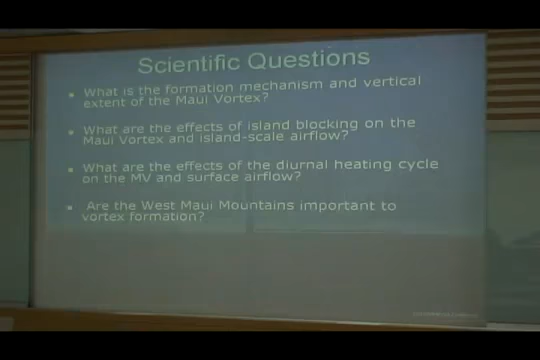 Scientific Questions
▪ What is the formation mechanism and vertical
extent of the Maui Vortex?
▪ What are the effects of island blocking on the
Maui Vortex and island-scale airflow?
▪ What are the effects of the diurnal heating cycle
on the MV and surface airflow?
▪ Are the West Maui Mountains important to
vortex formation?